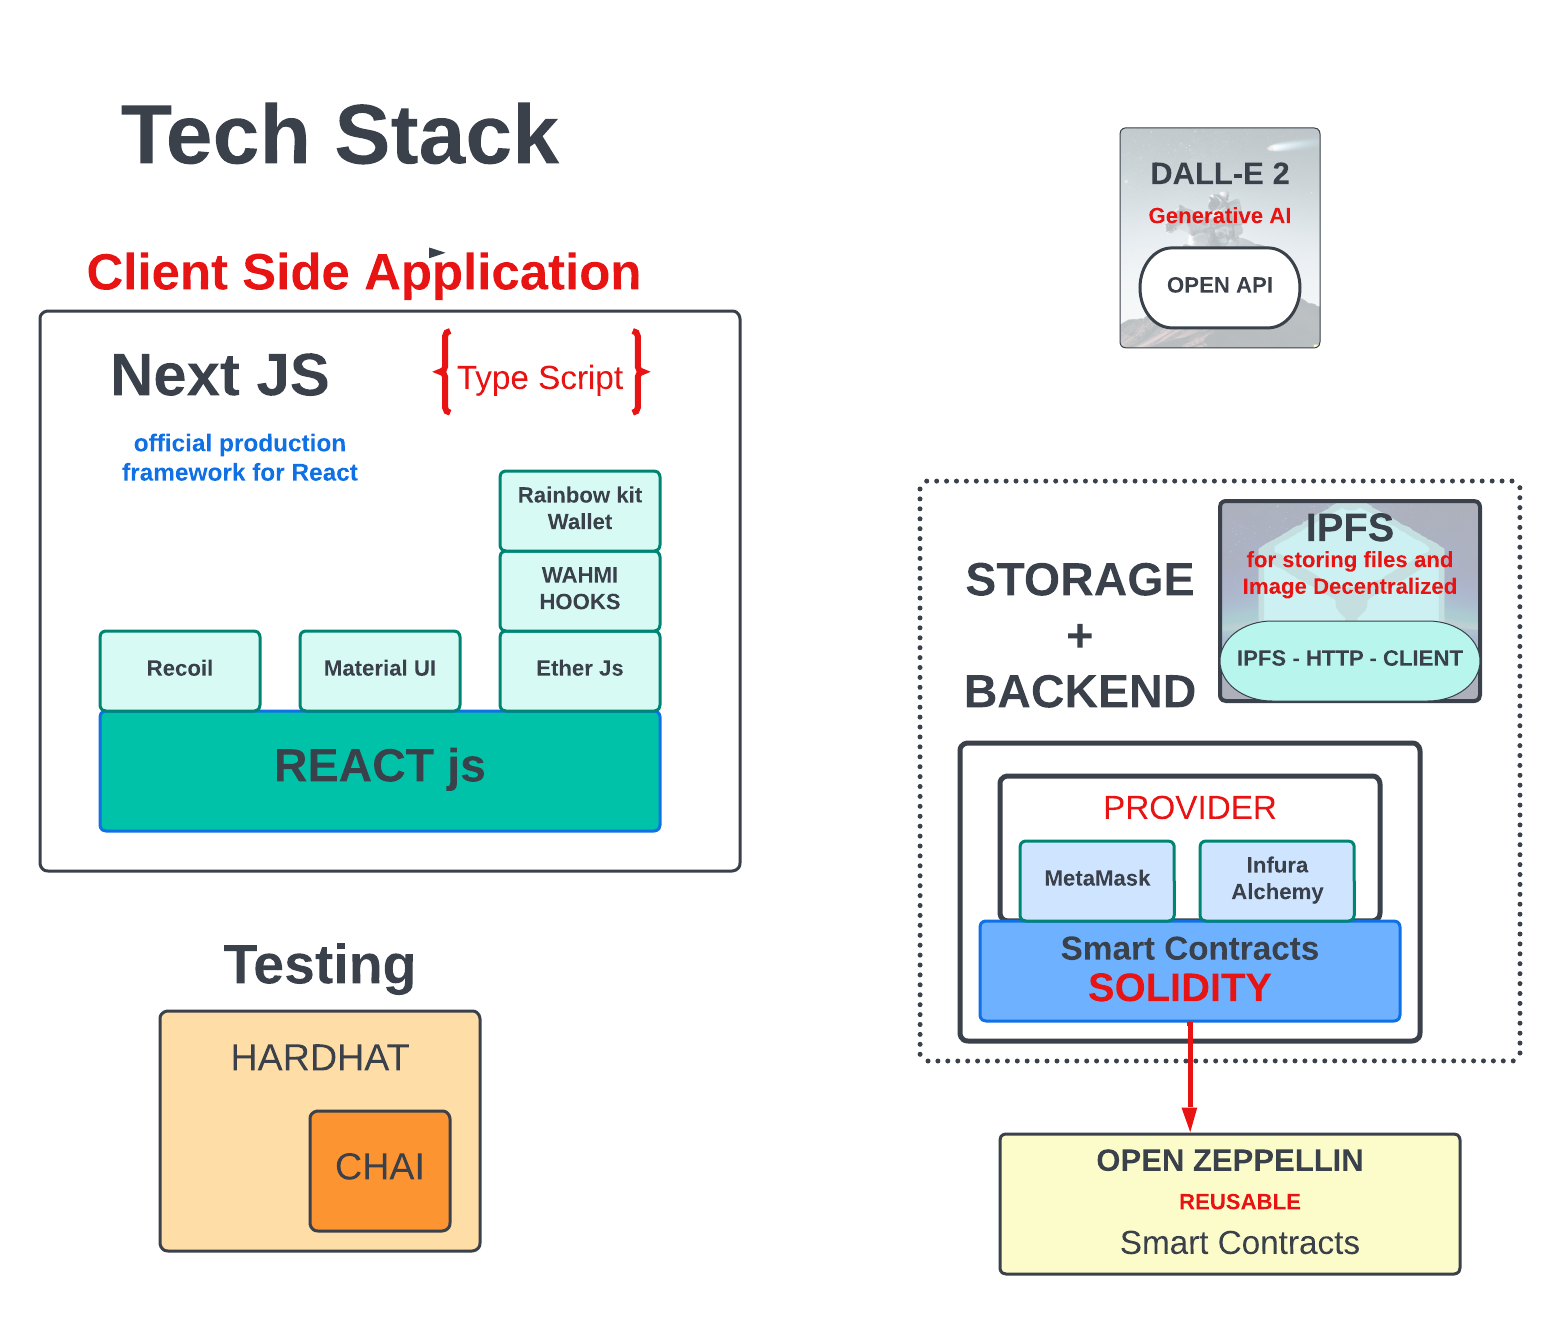 Tech Stack
Client Side Application
Next JS
Type Script
official production
framework for React
Rainbow kit
Wallet
WAHMI
HOOKS
Recoil
Material UI
Ether Js
REACT js
Testing
HARDHAT
CHAI
DALL-E 2
Generative AI
OPEN API
STORAGE
+
BACKEND
IPFS
for storing files and
Image Decentralized
IPFS - HTTP - CLIENT
PROVIDER
MetaMask
Infura
Alchemy
Smart Contracts
SOLIDITY
OPEN ZEPPELLIN
REUSABLE
Smart Contracts